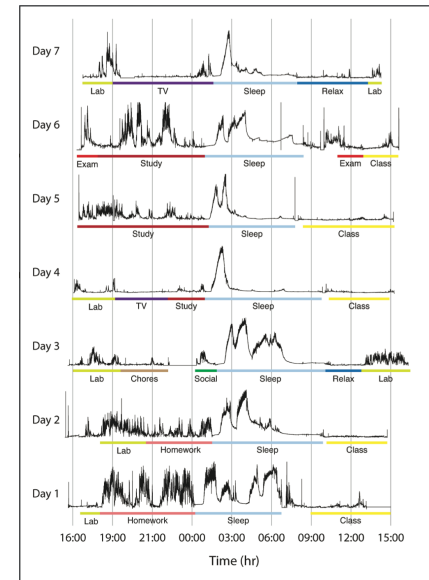 Day 7
Lab TV Sleep Relax Lab
Day 6
Exam Study Sleep Exam Class
Day 5
Study Sleep Class
Day 4
Lab TV Study Sleep Class
Day 3
Lab Chores Social Sleep Relax Lab
Day 2
Lab Homework Sleep Class
Day 1
Lab Homework Sleep Class
16:00 19:00 22:00 00:00 03:00 06:00 09:00 12:00 15:00
Time (hr)